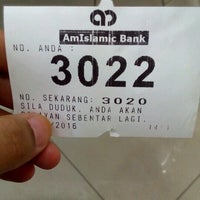 AmIslamic Bank
NO. ANDA :
3022
NO. SEKARANG: 3020
SILA DUDUK. ANDA AKAN
SEBENTAR LAGI.
2016